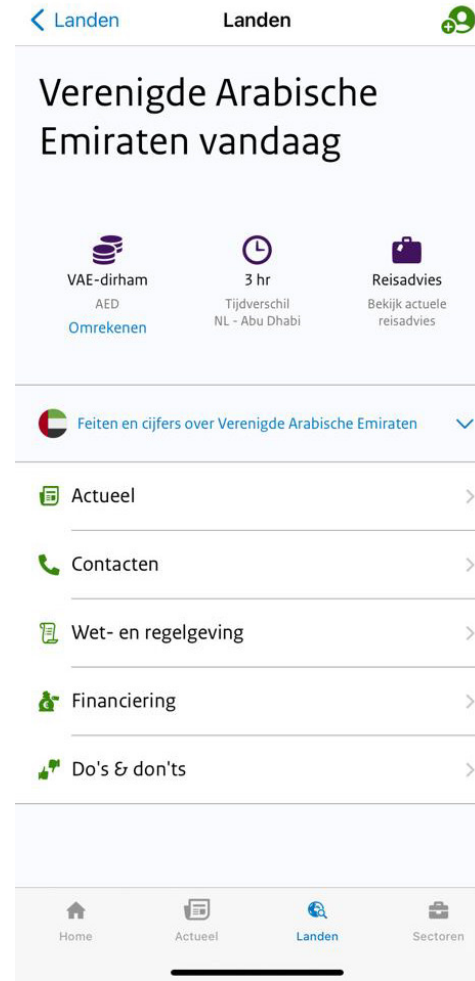 Landen
Landen
Verenigde Arabische
Emiraten vandaag
VAE-dirham
AED
Omrekenen
3 hr
Tijdverschil
NL - Abu Dhabi
Reisadvies
Bekijk actuele
reisadvies
Feiten en cijfers over Verenigde Arabische Emiraten
Actueel
Contacten
Wet- en regelgeving
Financiering
Do's & don'ts
Home
Actueel
Landen
Sectoren